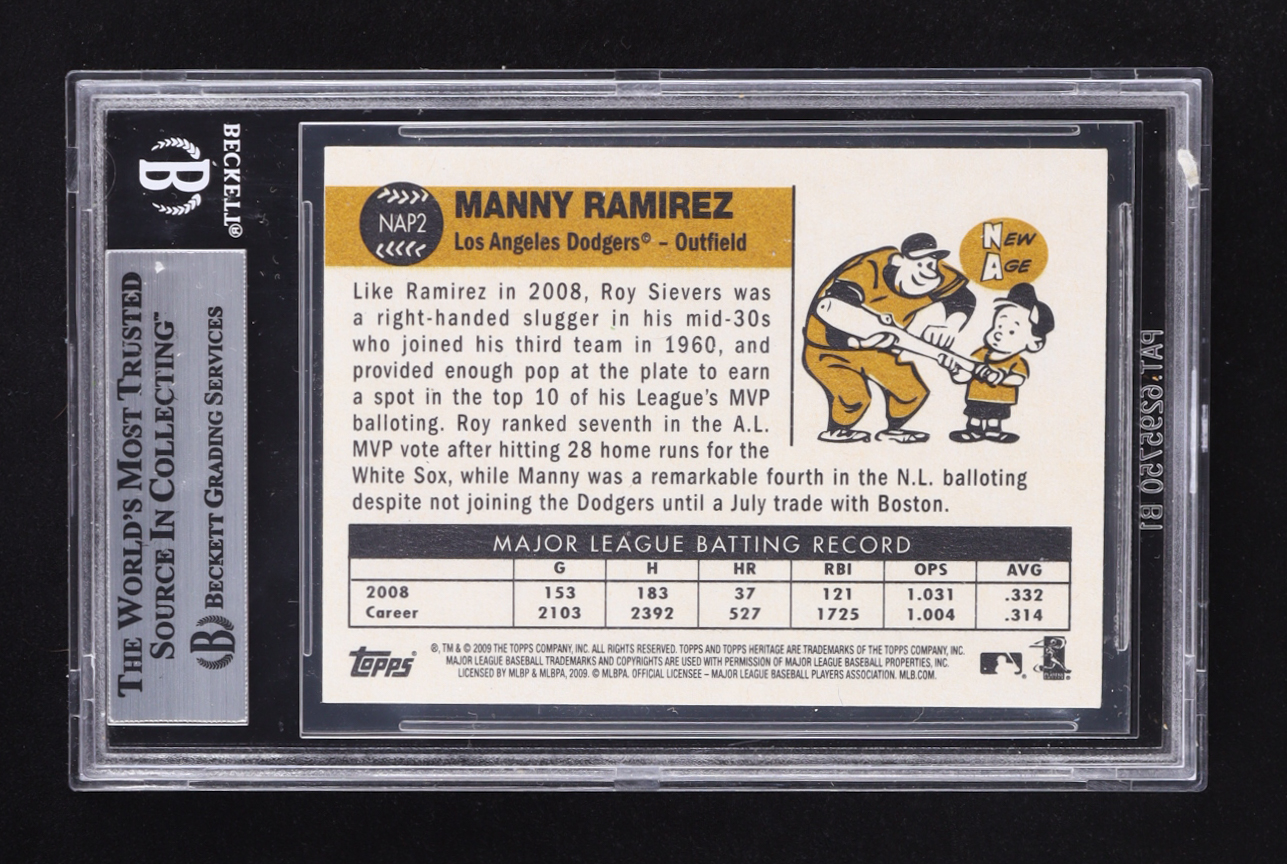 BECKETT®
B
THE WORLD'S MOST TRUSTED
SOURCE IN COLLECTING™
B BECKETT GRADING SERVICES
NAP2
MANNY RAMIREZ
Los Angeles Dodgers® – Outfield
NEW
AGE
Like Ramirez in 2008, Roy Sievers was
a right-handed slugger in his mid-30s
who joined his third team in 1960, and
provided enough pop at the plate to earn
a spot in the top 10 of his League's MVP
balloting. Roy ranked seventh in the A.L.
MVP vote after hitting 28 home runs for the
White Sox, while Manny was a remarkable fourth in the N.L. balloting
despite not joining the Dodgers until a July trade with Boston.
MAJOR LEAGUE BATTING RECORD
G H HR RBI OPS AVG
2008 153 183 37 121 1.031 .332
Career 2103 2392 527 1725 1.004 .314
topps®
®, TM & © 2009 THE TOPPS COMPANY, INC. ALL RIGHTS RESERVED. TOPPS AND TOPPS HERITAGE ARE TRADEMARKS OF THE TOPPS COMPANY, INC.
MAJOR LEAGUE BASEBALL TRADEMARKS AND COPYRIGHTS ARE USED WITH PERMISSION OF MAJOR LEAGUE BASEBALL PROPERTIES, INC.
LICENSED BY MLBP & MLBPA, 2009. © MLBPA. OFFICIAL LICENSEE – MAJOR LEAGUE BASEBALL PLAYERS ASSOCIATION. MLB.COM.